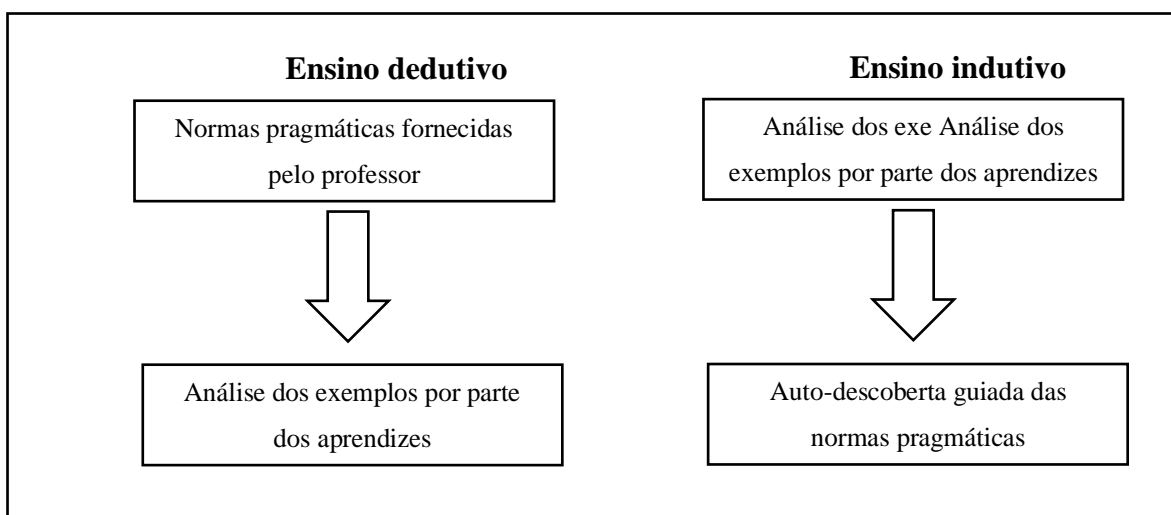 Ensino dedutivo
Normas pragmáticas fornecidas
pelo professor
Análise dos exemplos por parte
dos aprendizes
Ensino indutivo
Análise dos exe Análise dos
exemplos por parte dos aprendizes
Auto-descoberta guiada das
normas pragmáticas